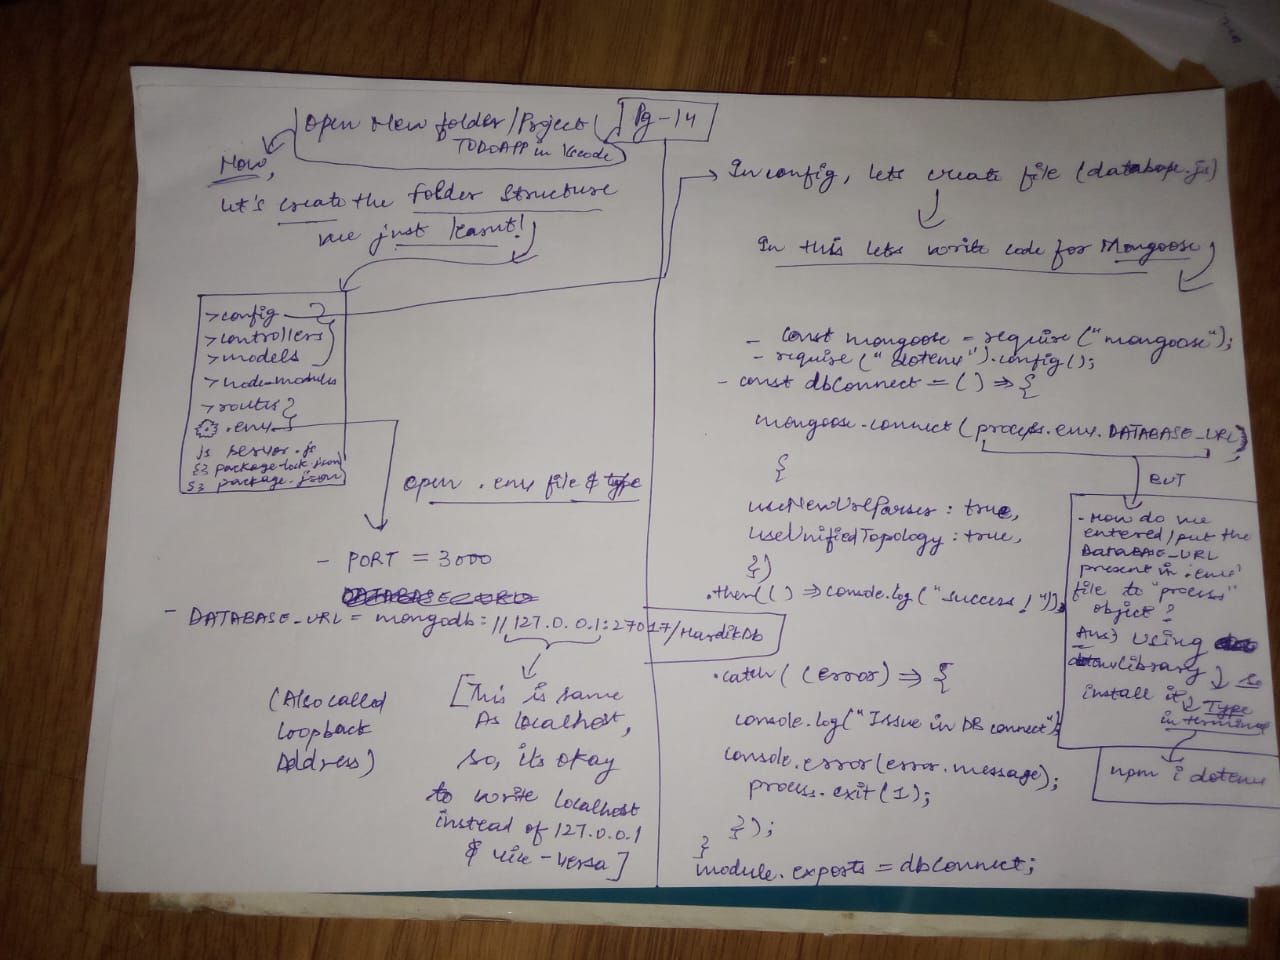 Open New folder/Project (
TODOAPP in Vscode)
Pg-14
Now,
let's create the folder structure
we just learnt!
>config
>controllers
>models
>node-modules
>routes
.env
js server.js
{} package-lock.json
{} package.json
open .env file & type
- PORT = 3000
- DATABASE_URL = mongodb://127.0.0.1:27017/HardikDb
(Also called
loopback
Address)
[This is same
As localhost,
so, its okay
to write localhost
instead of 127.0.0.1
& vice-versa]
In config, lets create file (database.js)
In this lets write code for Mongoose
- const mongoose = require("mongoose");
- require("dotenv").config();
- const dbConnect = () => {
mongoose.connect(process.env.DATABASE_URL,
{
useNewUrlParser : true,
useUnifiedTopology : true,
})
.then(() => console.log("success!"))
.catch((error) => {
console.log("Issue in DB connect");
console.error(error.message);
process.exit(1);
});
}
module.exports = dbConnect;
BUT
- How do we
entered/put the
DATABASE_URL
present in '.env'
file to "process"
object?
Ans) Using
dotenv library, so
install it, Type
in terminal
npm i dotenv